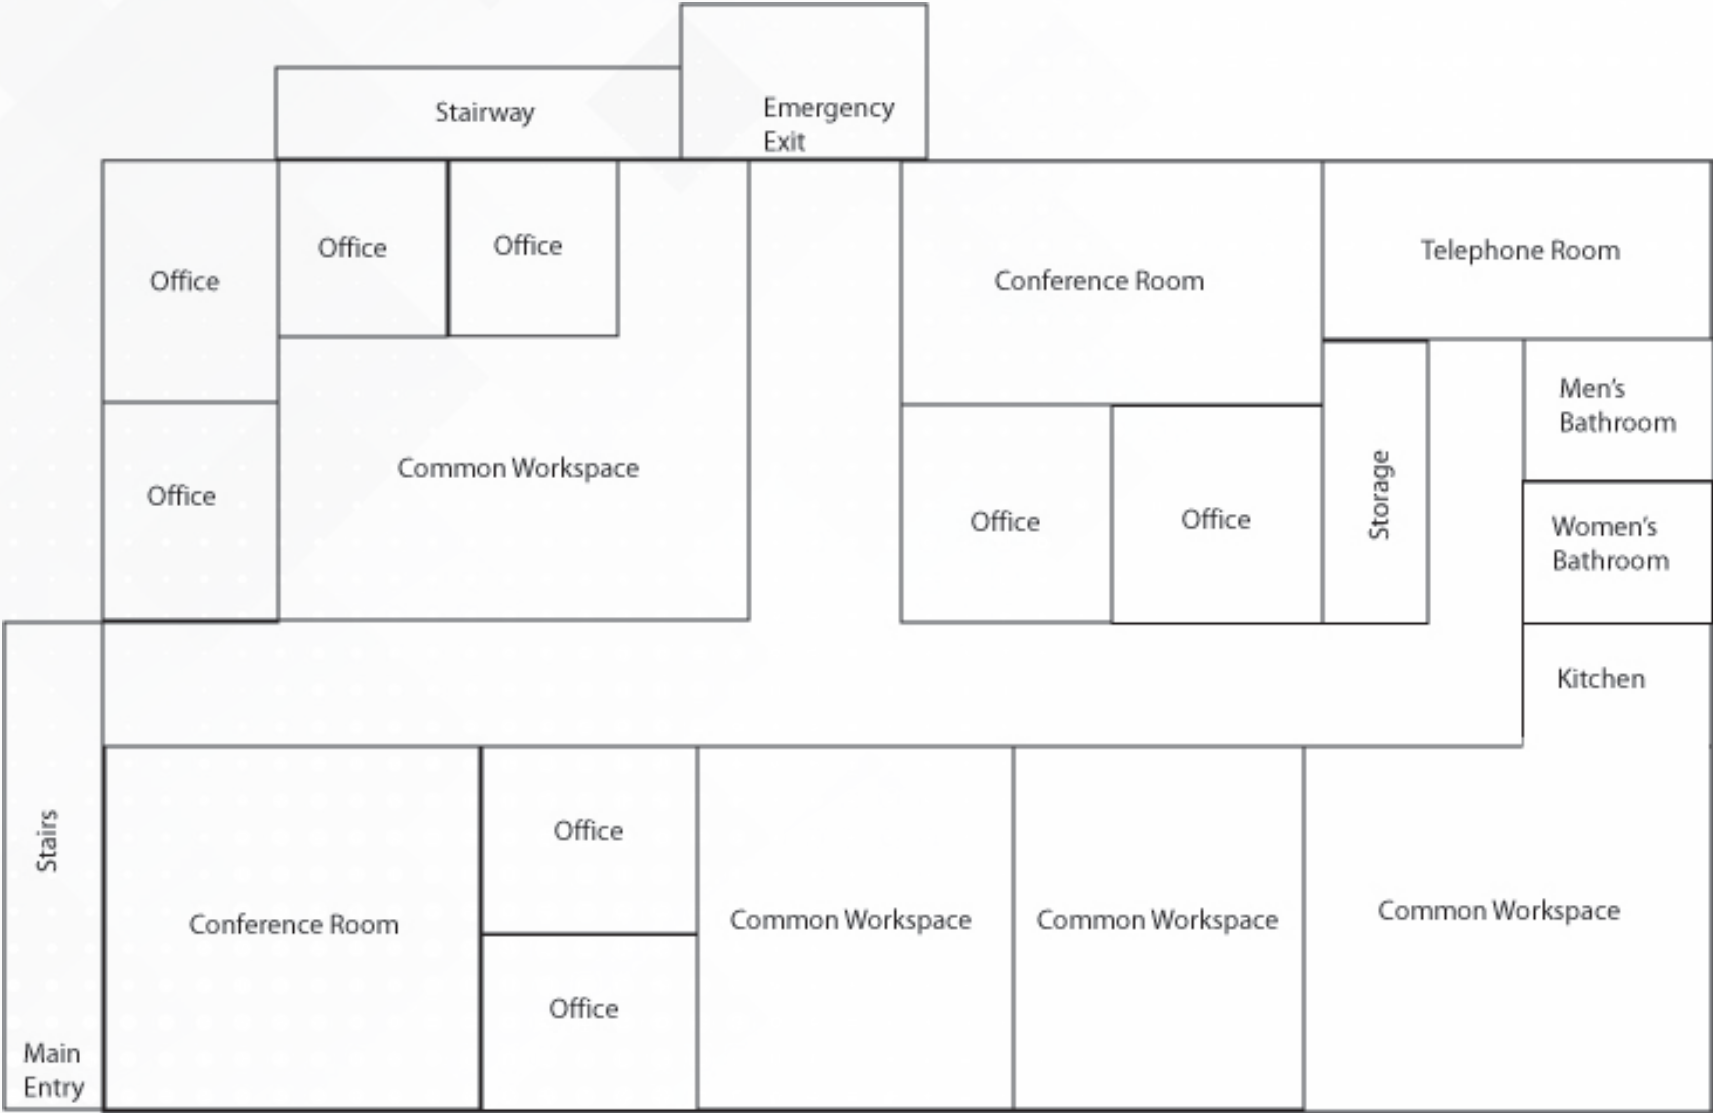 Stairway
Emergency
Exit
Office
Office
Office
Conference Room
Telephone Room
Men's
Bathroom
Office
Common Workspace
Office
Office
Storage
Women's
Bathroom
Kitchen
Stairs
Conference Room
Office
Office
Common Workspace
Common Workspace
Common Workspace
Main
Entry